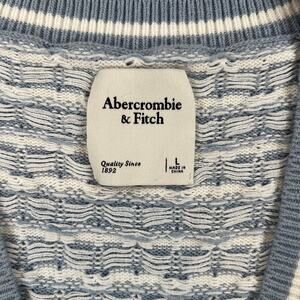 Abercrombie
& Fitch
Quality Since
1892
L
MADE IN
CHINA